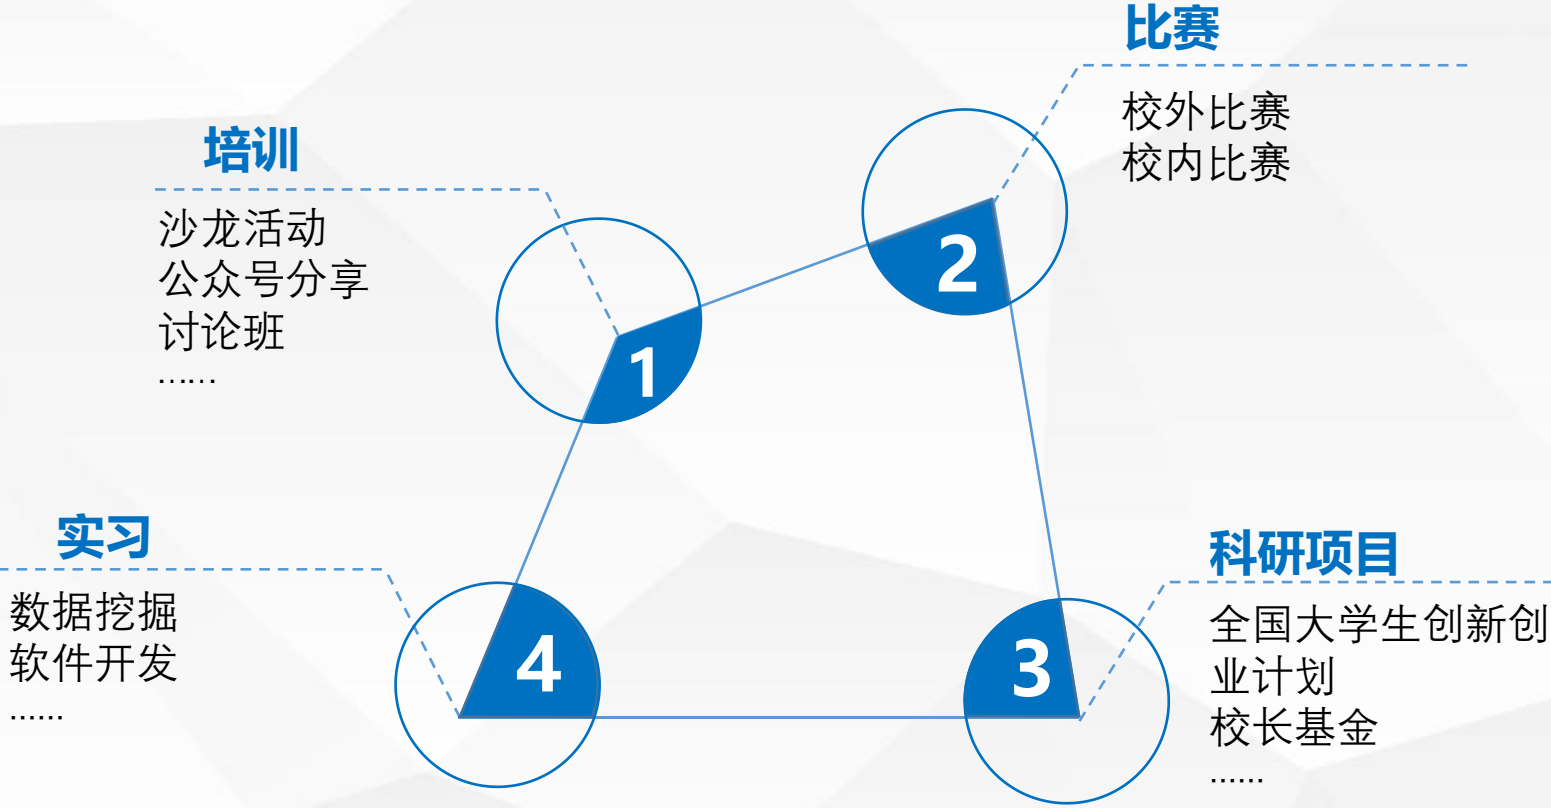 培训
沙龙活动
公众号分享
讨论班
……
1
比赛
校外比赛
校内比赛
2
科研项目
全国大学生创新创
业计划
校长基金
......
3
实习
数据挖掘
软件开发
......
4